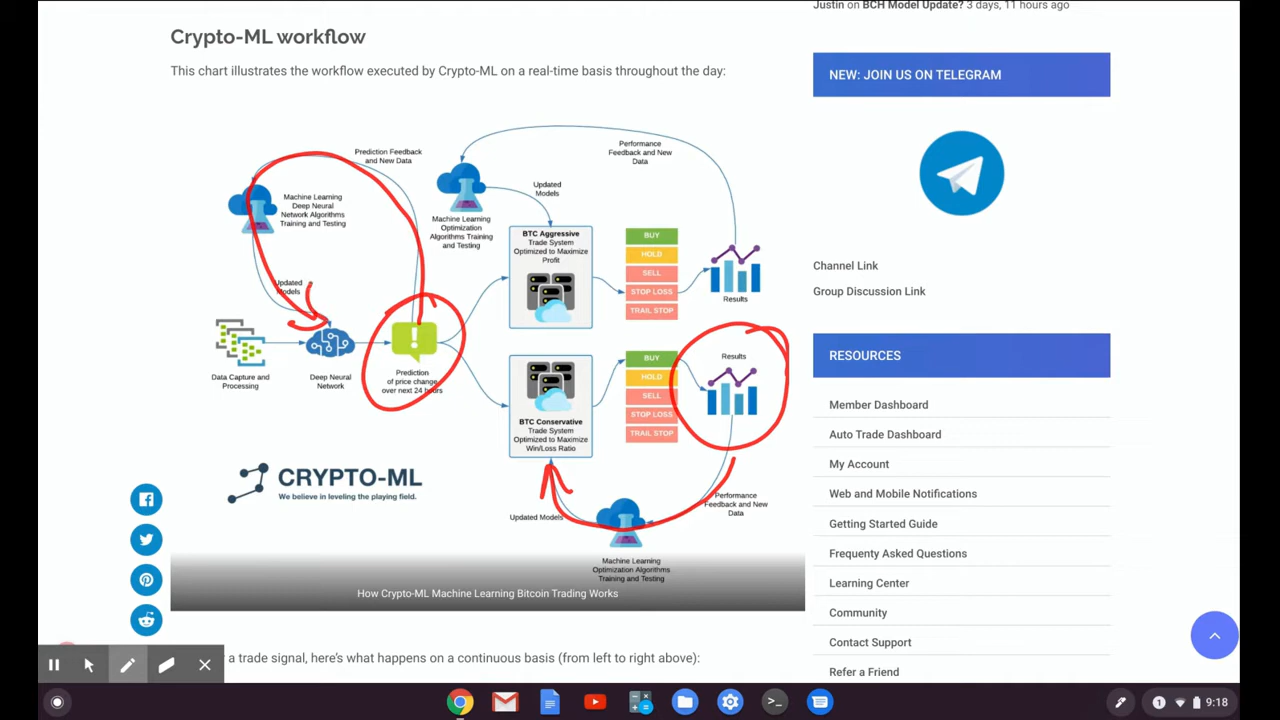 Justin on BCH Model Update? 3 days, 11 hours ago
Crypto-ML workflow
This chart illustrates the workflow executed by Crypto-ML on a real-time basis throughout the day:
NEW: JOIN US ON TELEGRAM
Channel Link
Group Discussion Link
Prediction Feedback
and New Data
Performance
Feedback and New
Data
Machine Learning
Deep Neural
Network Algorithms
Training and Testing
Updated
Models
Machine Learning
Optimization
Algorithms Training
and Testing
BTC Aggressive
Trade System
Optimized to Maximize
Profit
BUY
HOLD
SELL
STOP LOSS
TRAIL STOP
Results
Updated
Models
Data Capture and
Processing
Deep Neural
Network
Prediction
of price change
over next 24 hours
BTC Conservative
Trade System
Optimized to Maximize
Win/Loss Ratio
BUY
HOLD
SELL
STOP LOSS
TRAIL STOP
Results
CRYPTO-ML
We believe in leveling the playing field.
Updated Models
Performance
Feedback and New
Data
Machine Learning
Optimization Algorithms
Training and Testing
How Crypto-ML Machine Learning Bitcoin Trading Works
a trade signal, here's what happens on a continuous basis (from left to right above):
RESOURCES
Member Dashboard
Auto Trade Dashboard
My Account
Web and Mobile Notifications
Getting Started Guide
Frequenty Asked Questions
Learning Center
Community
Contact Support
Refer a Friend
1
9:18